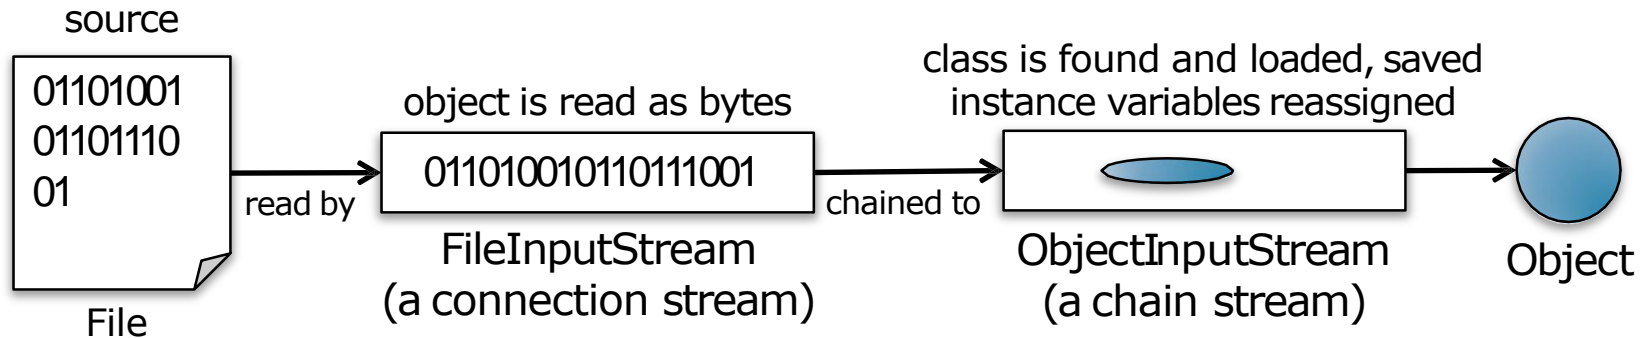 source
01101001
01101110
01
File
read by
object is read as bytes
011010010110111001
FileInputStream
(a connection stream)
chained to
class is found and loaded, saved
instance variables reassigned
ObjectInputStream
(a chain stream)
Object